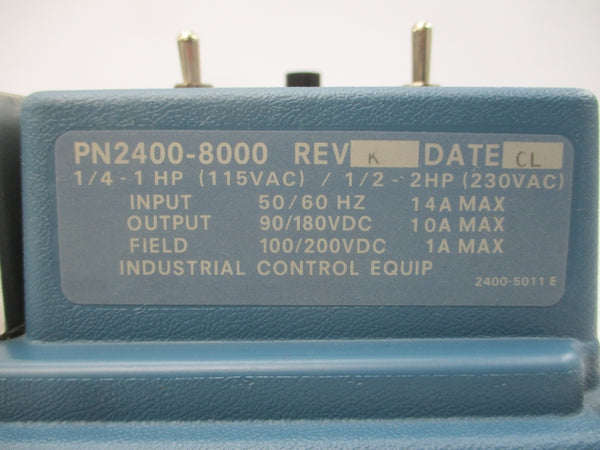 PN2400-8000 REV K DATE CL
1/4 - 1 HP (115VAC) / 1/2 - 2HP (230VAC)
INPUT 50/60 HZ 14A MAX
OUTPUT 90/180VDC 10A MAX
FIELD 100/200VDC 1A MAX
INDUSTRIAL CONTROL EQUIP
2400 5011 E